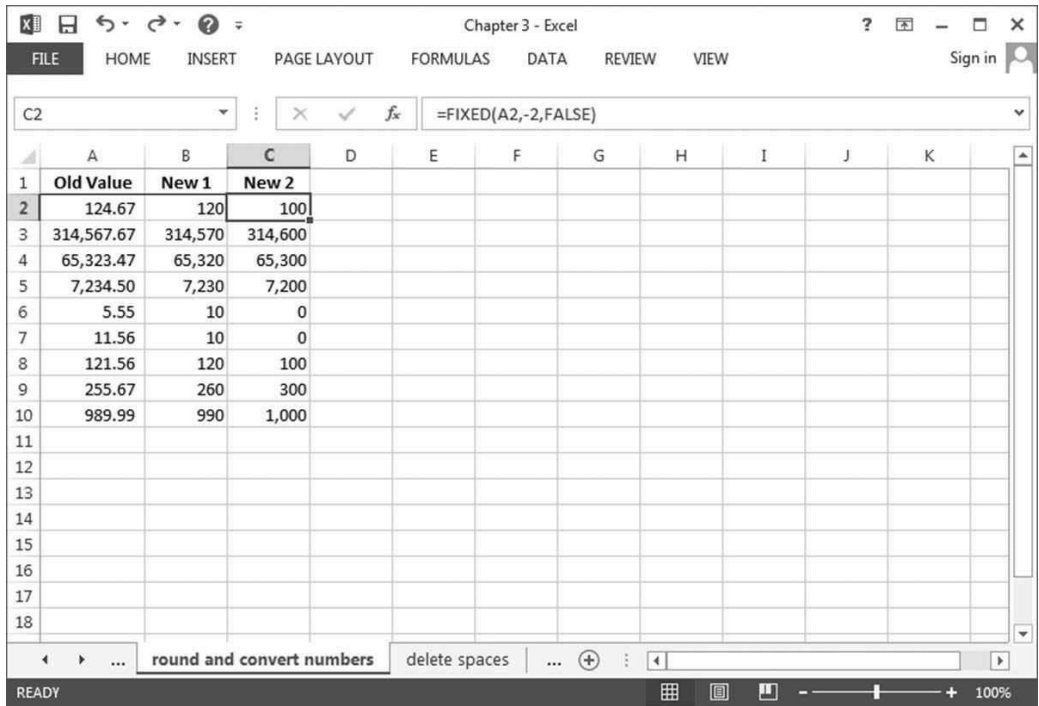 Chapter 3 - Excel
?
FILE HOME INSERT PAGE LAYOUT FORMULAS DATA REVIEW VIEW Sign in
C2 fx =FIXED(A2,-2,FALSE)
A B C D E F G H I J K
1 Old Value New 1 New 2
2 124.67 120 100
3 314,567.67 314,570 314,600
4 65,323.47 65,320 65,300
5 7,234.50 7,230 7,200
6 5.55 10 0
7 11.56 10 0
8 121.56 120 100
9 255.67 260 300
10 989.99 990 1,000
11
12
13
14
15
16
17
18
... round and convert numbers delete spaces ...
READY 100%